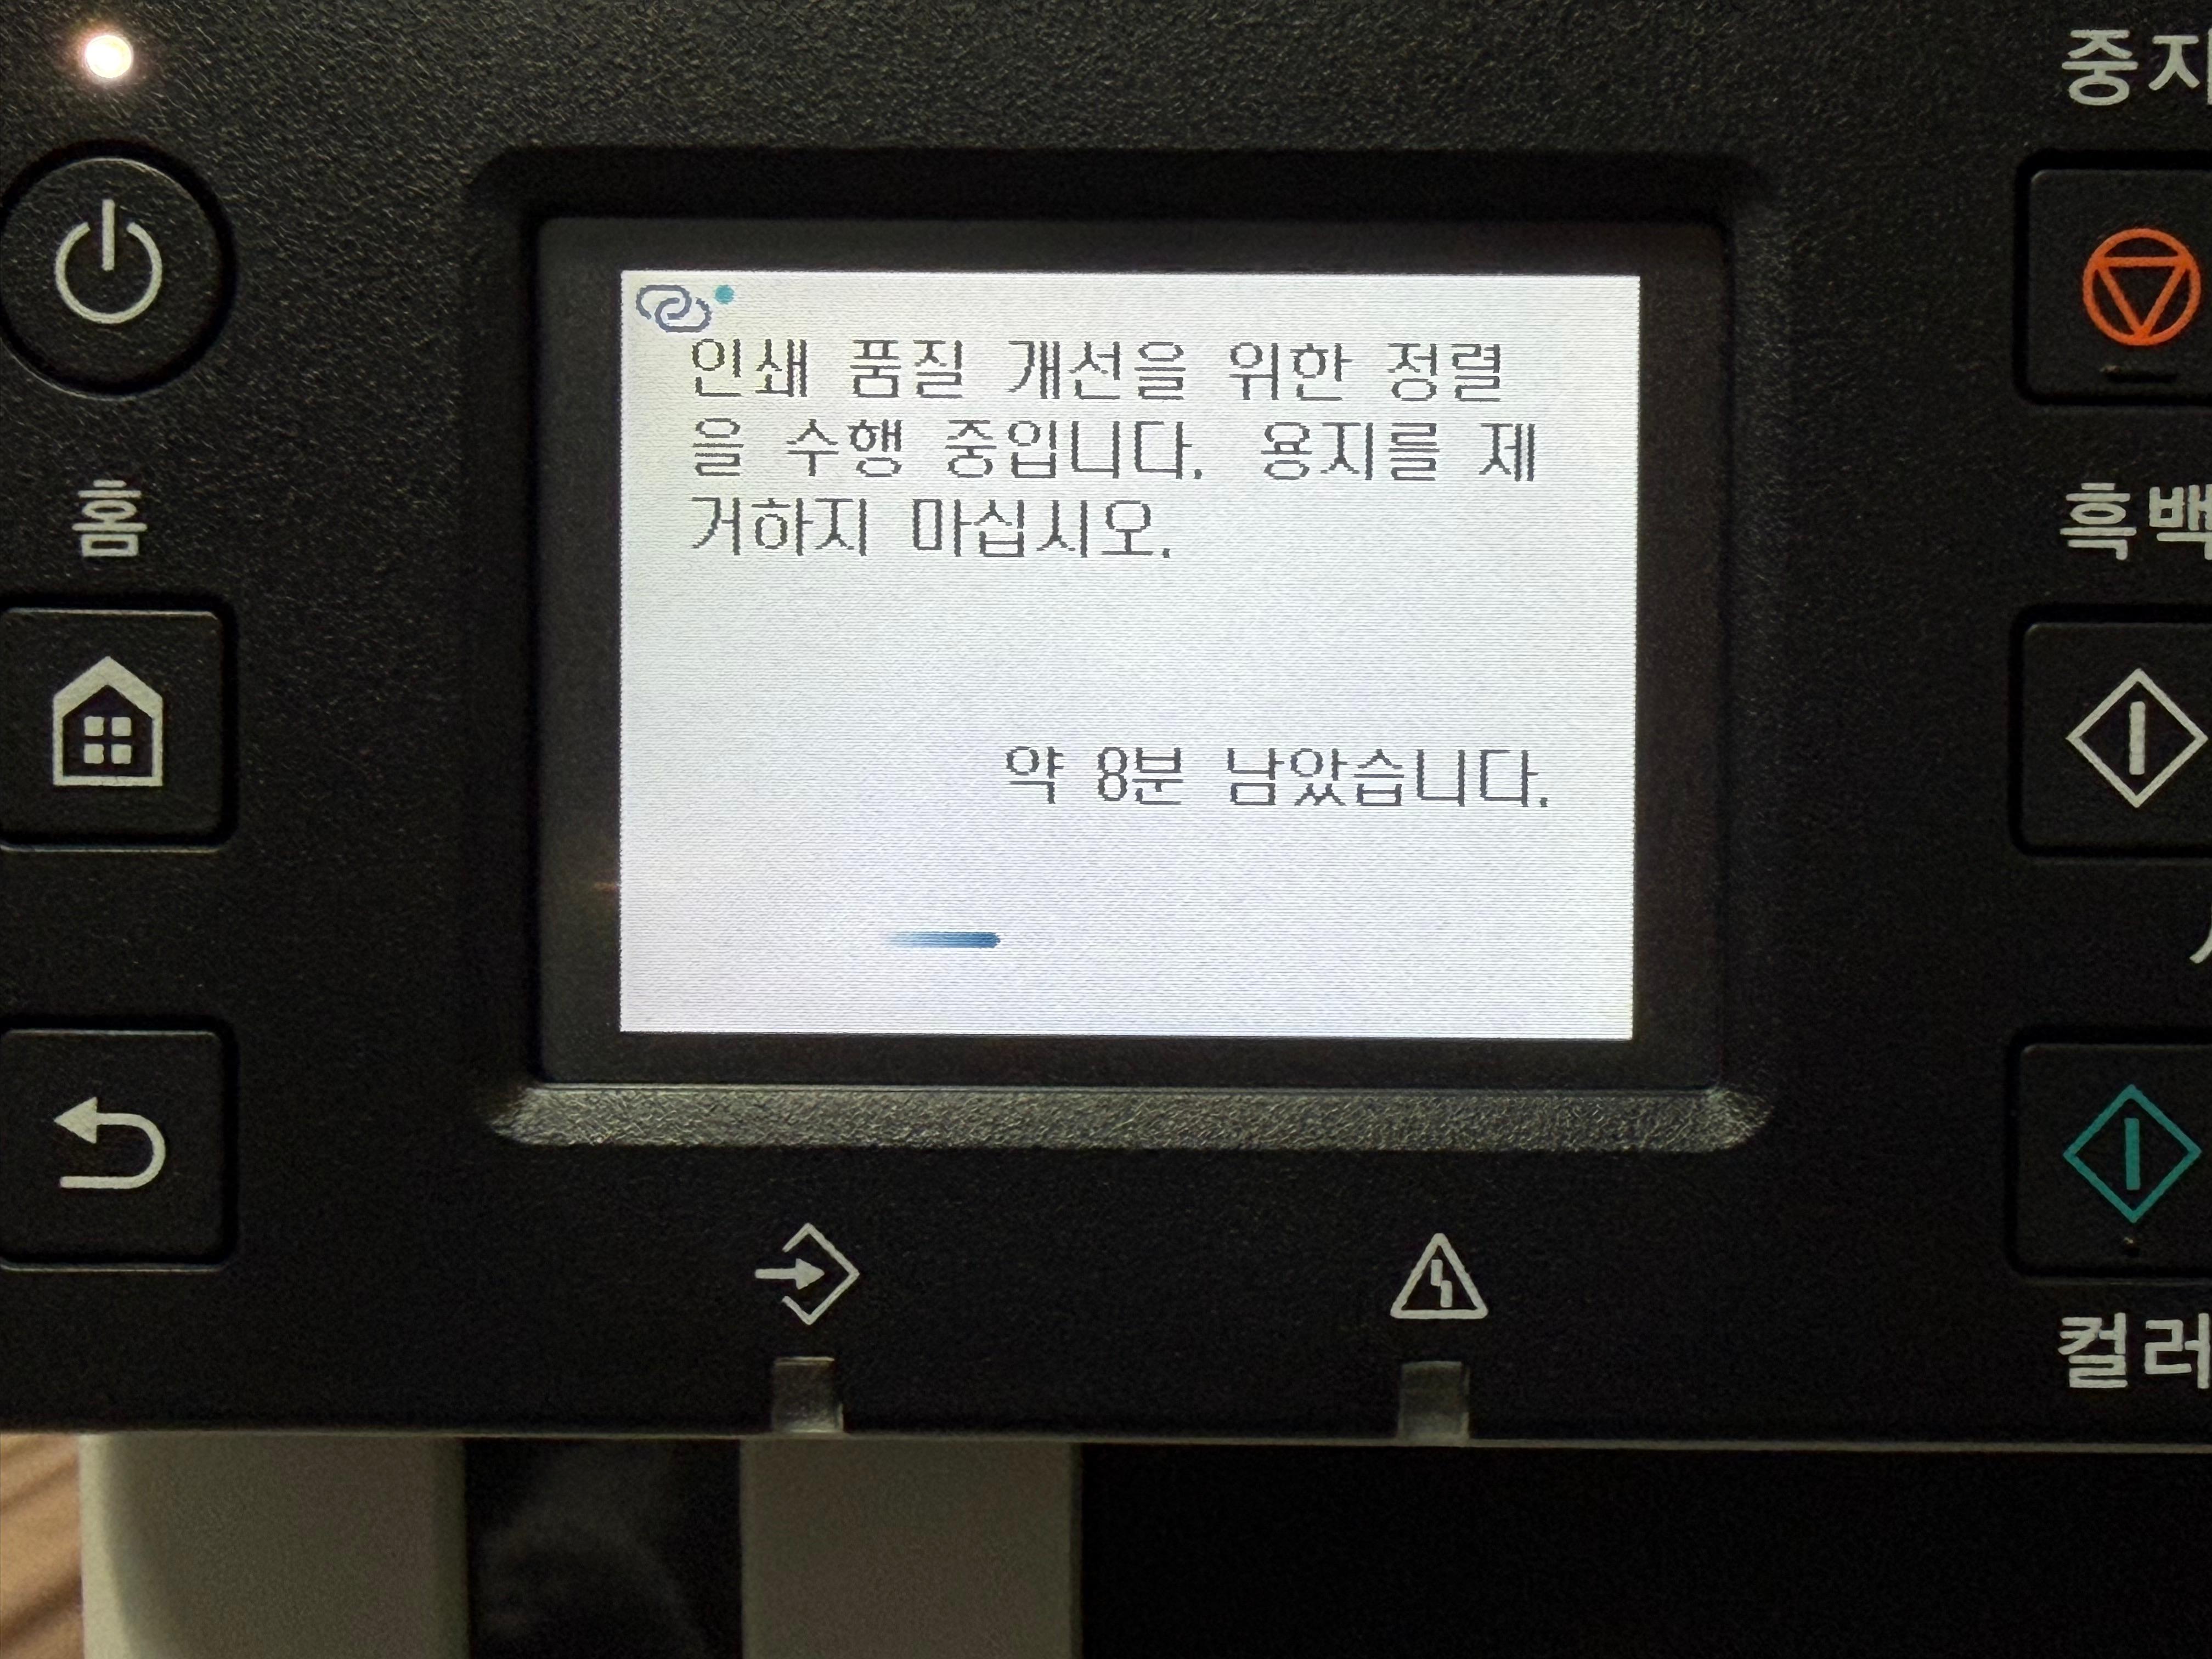 홈
인쇄 품질 개선을 위한 정렬
을 수행 중입니다. 용지를 제
거하지 마십시오.
약 8분 남았습니다.
중지
흑백
컬러